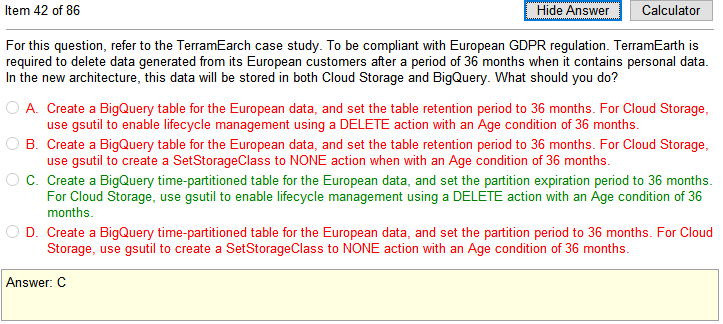 Item 42 of 86
Hide Answer
Calculator
For this question, refer to the TerramEarch case study. To be compliant with European GDPR regulation. TerramEarth is
required to delete data generated from its European customers after a period of 36 months when it contains personal data.
In the new architecture, this data will be stored in both Cloud Storage and BigQuery. What should you do?
A. Create a BigQuery table for the European data, and set the table retention period to 36 months. For Cloud Storage,
use gsutil to enable lifecycle management using a DELETE action with an Age condition of 36 months.
B. Create a BigQuery table for the European data, and set the table retention period to 36 months. For Cloud Storage,
use gsutil to create a SetStorageClass to NONE action when with an Age condition of 36 months.
C. Create a BigQuery time-partitioned table for the European data, and set the partition expiration period to 36 months.
For Cloud Storage, use gsutil to enable lifecycle management using a DELETE action with an Age condition of 36
months.
D. Create a BigQuery time-partitioned table for the European data, and set the partition period to 36 months. For Cloud
Storage, use gsutil to create a SetStorageClass to NONE action with an Age condition of 36 months.
Answer: C